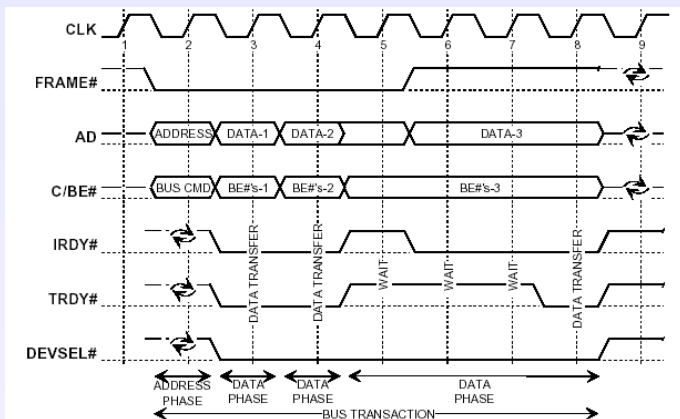 CLK
1 2 3 4 5 6 7 8 9
FRAME#
AD ADDRESS DATA-1 DATA-2 DATA-3
C/BE# BUS CMD BE#'s-1 BE#'s-2 BE#'s-3
IRDY#
DATA TRANSFER
DATA TRANSFER
WAIT
WAIT
WAIT
DATA TRANSFER
TRDY#
DEVSEL#
ADDRESS PHASE
DATA PHASE
DATA PHASE
DATA PHASE
BUS TRANSACTION